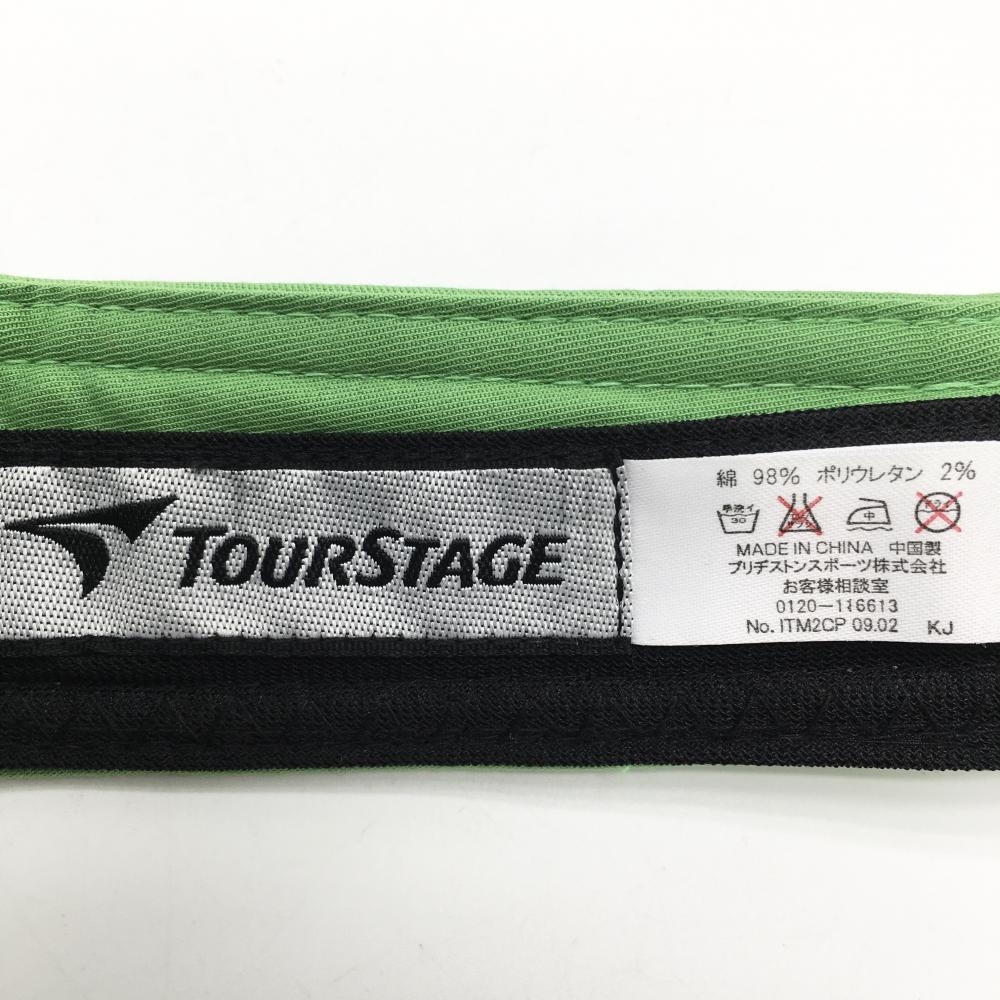 TOURSTAGE
綿 98% ポリウレタン 2%
手洗イ
30
中
MADE IN CHINA 中国製
ブリヂストンスポーツ株式会社
お客様相談室
0120-116613
No. ITM2CP 09.02 KJ